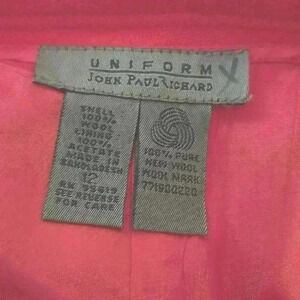 UNIFORM
JOHN PAUL RICHARD
SHELL
100%
WOOL
LINING
100%
ACETATE
MADE IN
BANGLADESH
12
RN 95619
SEE REVERSE
FOR CARE
100% PURE
NEW WOOL
WOOL MARK
771900220